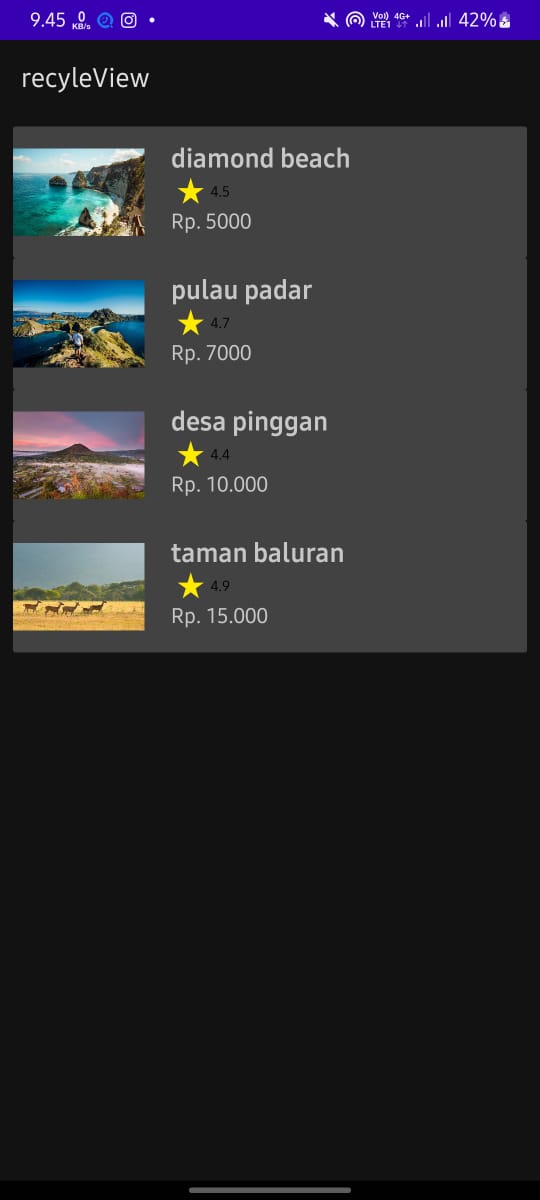 9.45 0 KB/s Vo)) LTE1 4G+ 42%
recyleView
diamond beach
4.5
Rp. 5000
pulau padar
4.7
Rp. 7000
desa pinggan
4.4
Rp. 10.000
taman baluran
4.9
Rp. 15.000